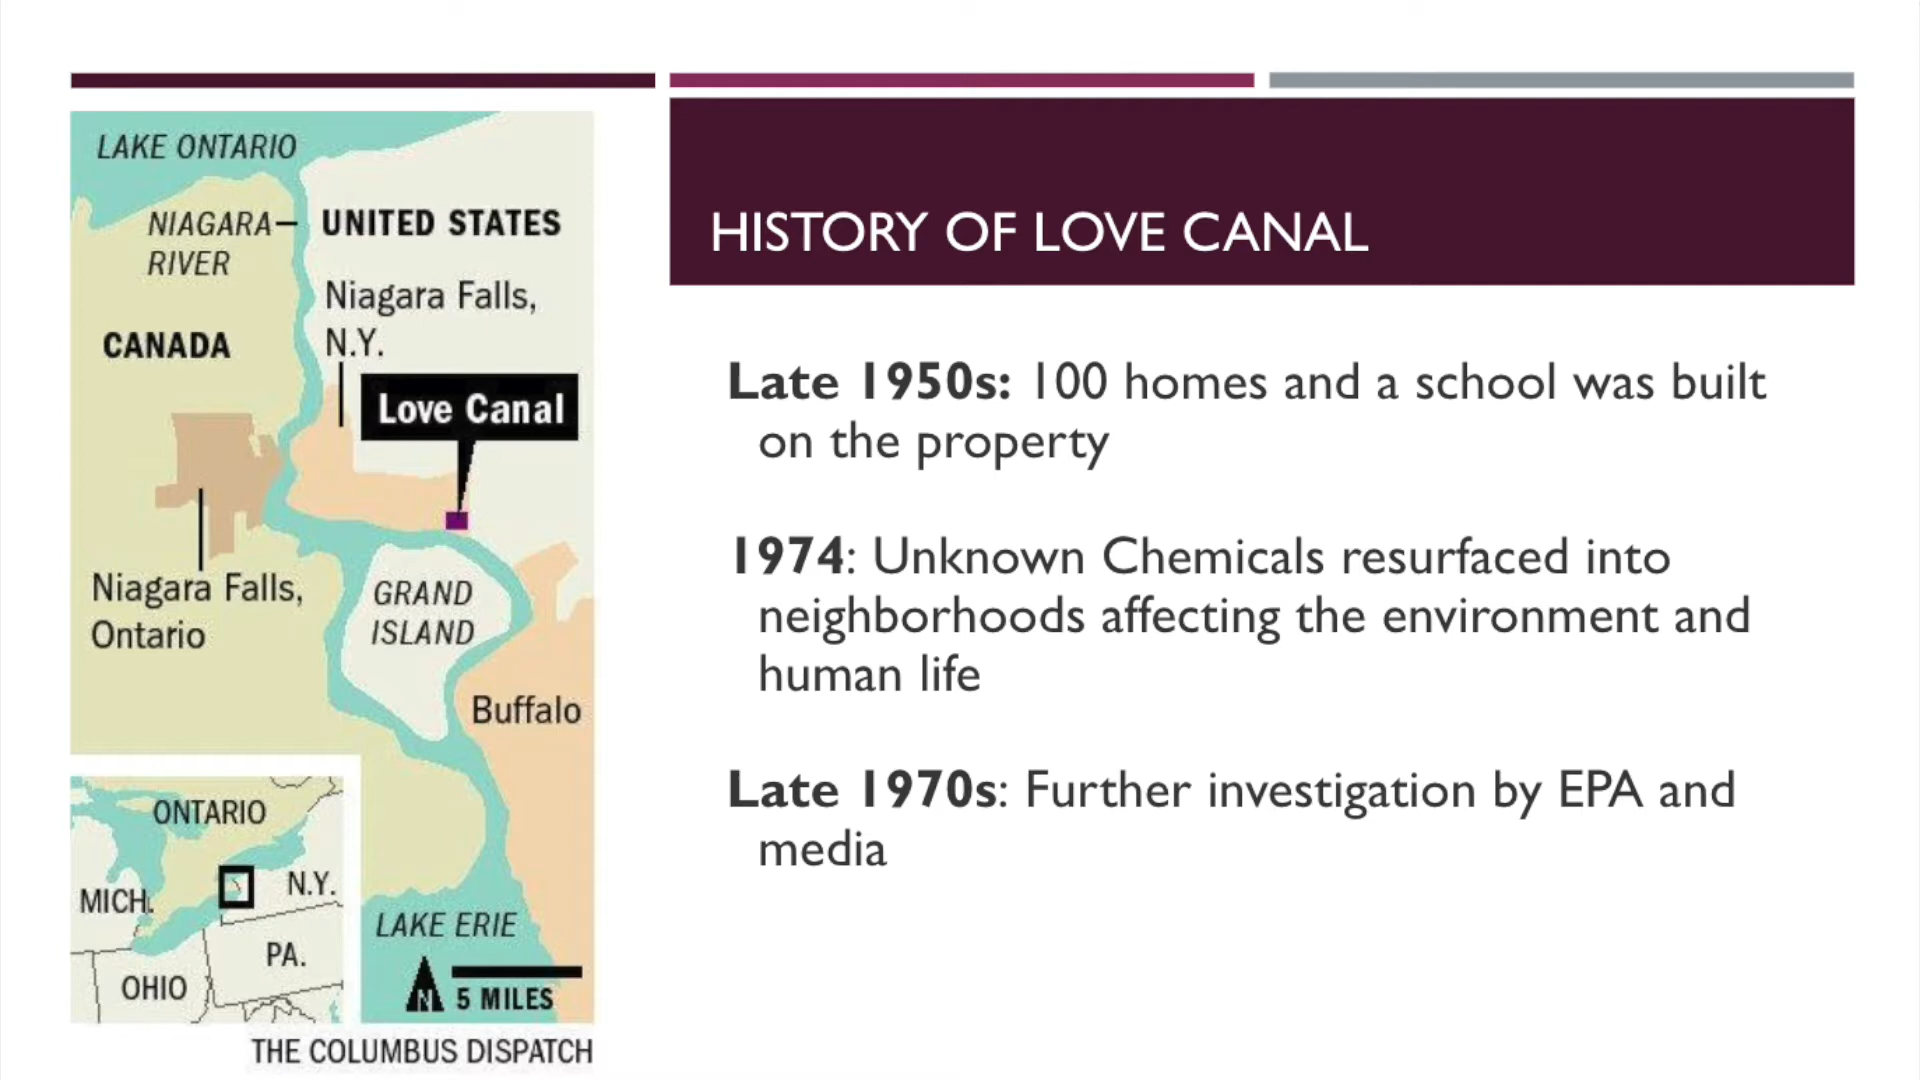 LAKE ONTARIO
NIAGARA
RIVER
UNITED STATES
Niagara Falls,
N.Y.
CANADA
Love Canal
Niagara Falls,
Ontario
GRAND
ISLAND
Buffalo
ONTARIO
MICH.
N.Y.
PA.
OHIO
LAKE ERIE
N
5 MILES
THE COLUMBUS DISPATCH
HISTORY OF LOVE CANAL
Late 1950s: 100 homes and a school was built
on the property
1974: Unknown Chemicals resurfaced into
neighborhoods affecting the environment and
human life
Late 1970s: Further investigation by EPA and
media